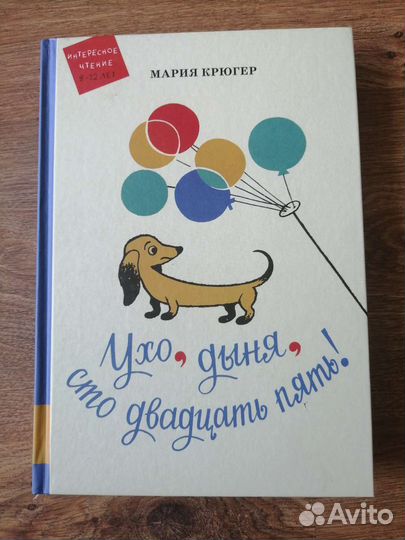 ИНТЕРЕСНОЕ
ЧТЕНИЕ
8-12 ЛЕТ
МАРИЯ КРЮГЕР
Ухо, дыня,
сто двадцать пять!
Avito